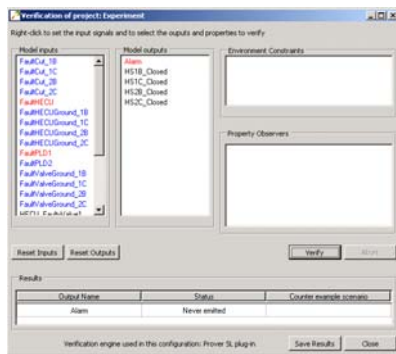 Verification of project: Experiment
Right-click to set the input signals and to select the ouputs and properties to verify
Model inputs
FaultCut_1B
FaultCut_1C
FaultCut_2B
FaultCut_2C
FaultHECU
FaultHECUGround_1B
FaultHECUGround_1C
FaultHECUGround_2B
FaultHECUGround_2C
FaultPLD1
FaultPLD2
FaultValveGround_1B
FaultValveGround_1C
FaultValveGround_2B
FaultValveGround_2C
Model outputs
Alarm
HS1B_Closed
HS1C_Closed
HS2B_Closed
HS2C_Closed
Environment Constraints
Property Observers
Reset Inputs Reset Outputs Verify Abort
Results
Output Name Status Counter example scenario
Alarm Never emitted
Verification engine used in this configuration: Prover SL plug-in Save Results Close